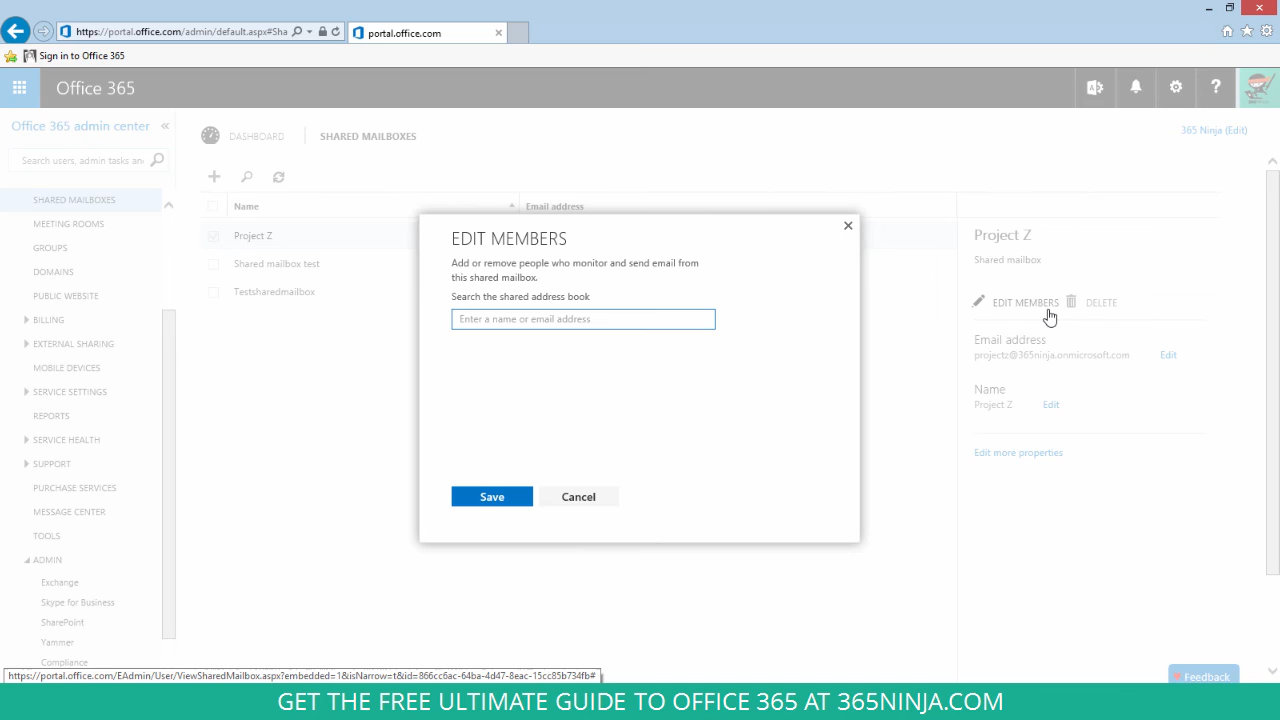 https://portal.office.com/admin/default.aspx#Sha
portal.office.com
Sign in to Office 365
Office 365
Office 365 admin center
«
Search users, admin tasks an
SHARED MAILBOXES
MEETING ROOMS
GROUPS
DOMAINS
PUBLIC WEBSITE
BILLING
EXTERNAL SHARING
MOBILE DEVICES
SERVICE SETTINGS
REPORTS
SERVICE HEALTH
SUPPORT
PURCHASE SERVICES
MESSAGE CENTER
TOOLS
ADMIN
Exchange
Skype for Business
SharePoint
Yammer
Compliance
DASHBOARD
SHARED MAILBOXES
365 Ninja (Edit)
Name
Email address
Project Z
Shared mailbox test
Testsharedmailbox
EDIT MEMBERS
Add or remove people who monitor and send email from
this shared mailbox.
Search the shared address book
Enter a name or email address
Save
Cancel
Project Z
Shared mailbox
EDIT MEMBERS
DELETE
Email address
projectz@365ninja.onmicrosoft.com
Edit
Name
Project Z
Edit
Edit more properties
Feedback
https://portal.office.com/EAdmin/User/ViewSharedMailbox.aspx?embedded=1&isNarrow=t&id=866cc6ac-64ba-4d47-8eac-15cc85b734fb#
GET THE FREE ULTIMATE GUIDE TO OFFICE 365 AT 365NINJA.COM